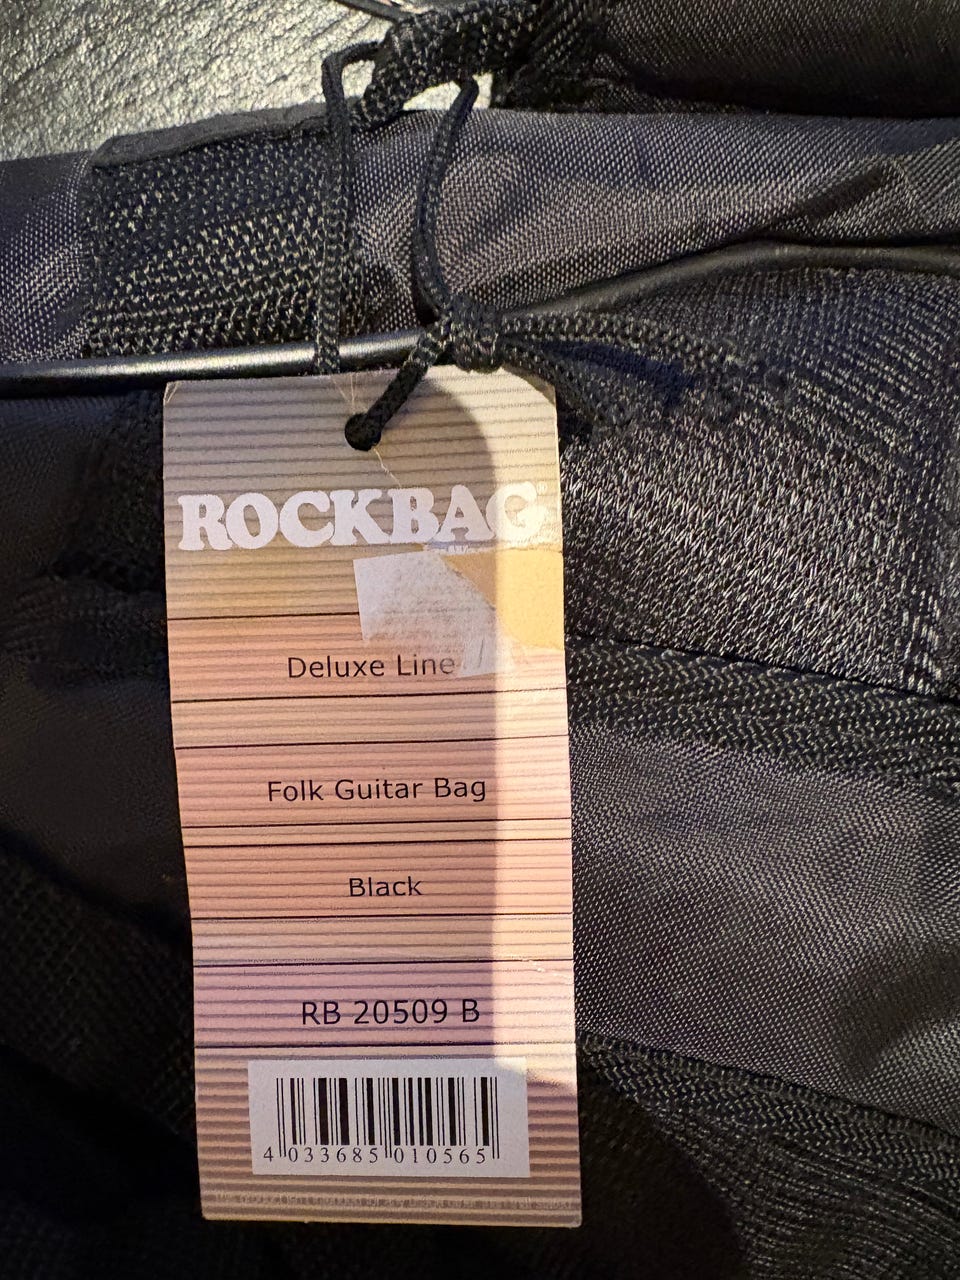 ROCKBAG
Deluxe Line
Folk Guitar Bag
Black
RB 20509 B
4 033685 010565